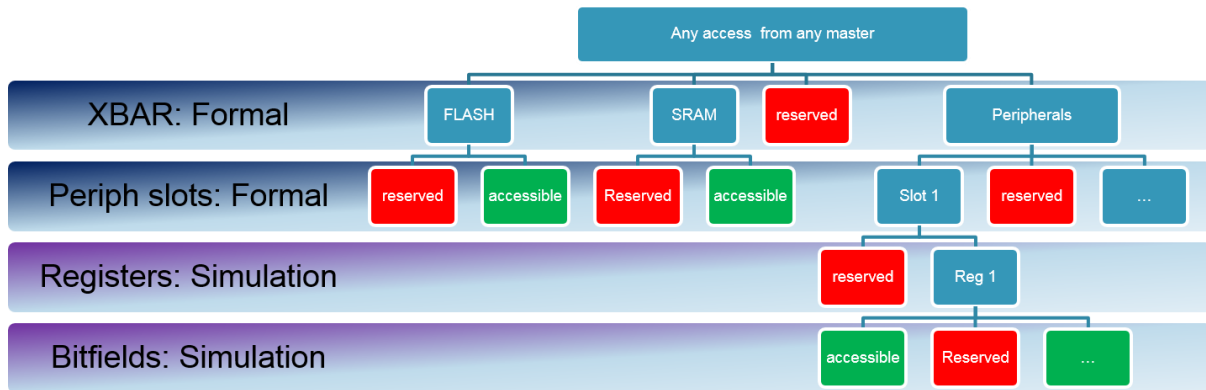 Any access from any master
XBAR: Formal
FLASH
SRAM
reserved
Peripherals
Periph slots: Formal
reserved
accessible
Reserved
accessible
Slot 1
reserved
...
Registers: Simulation
reserved
Reg 1
Bitfields: Simulation
accessible
Reserved
...